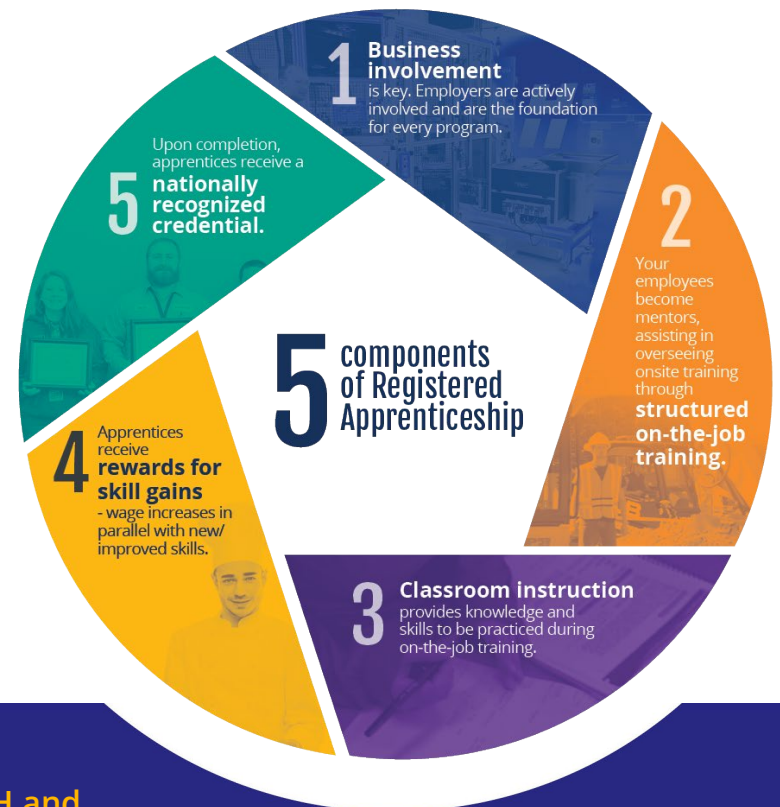 1
Business
involvement
is key. Employers are actively
involved and are the foundation
for every program.
2
Your
employees
become
mentors,
assisting in
overseeing
onsite training
through
structured
on-the-job
training.
3
Classroom instruction
provides knowledge and
skills to be practiced during
on-the-job training.
4
Apprentices
receive
rewards for
skill gains
- wage increases in
parallel with new/
improved skills.
5
Upon completion,
apprentices receive a
nationally
recognized
credential.
5 components
of Registered
Apprenticeship
and